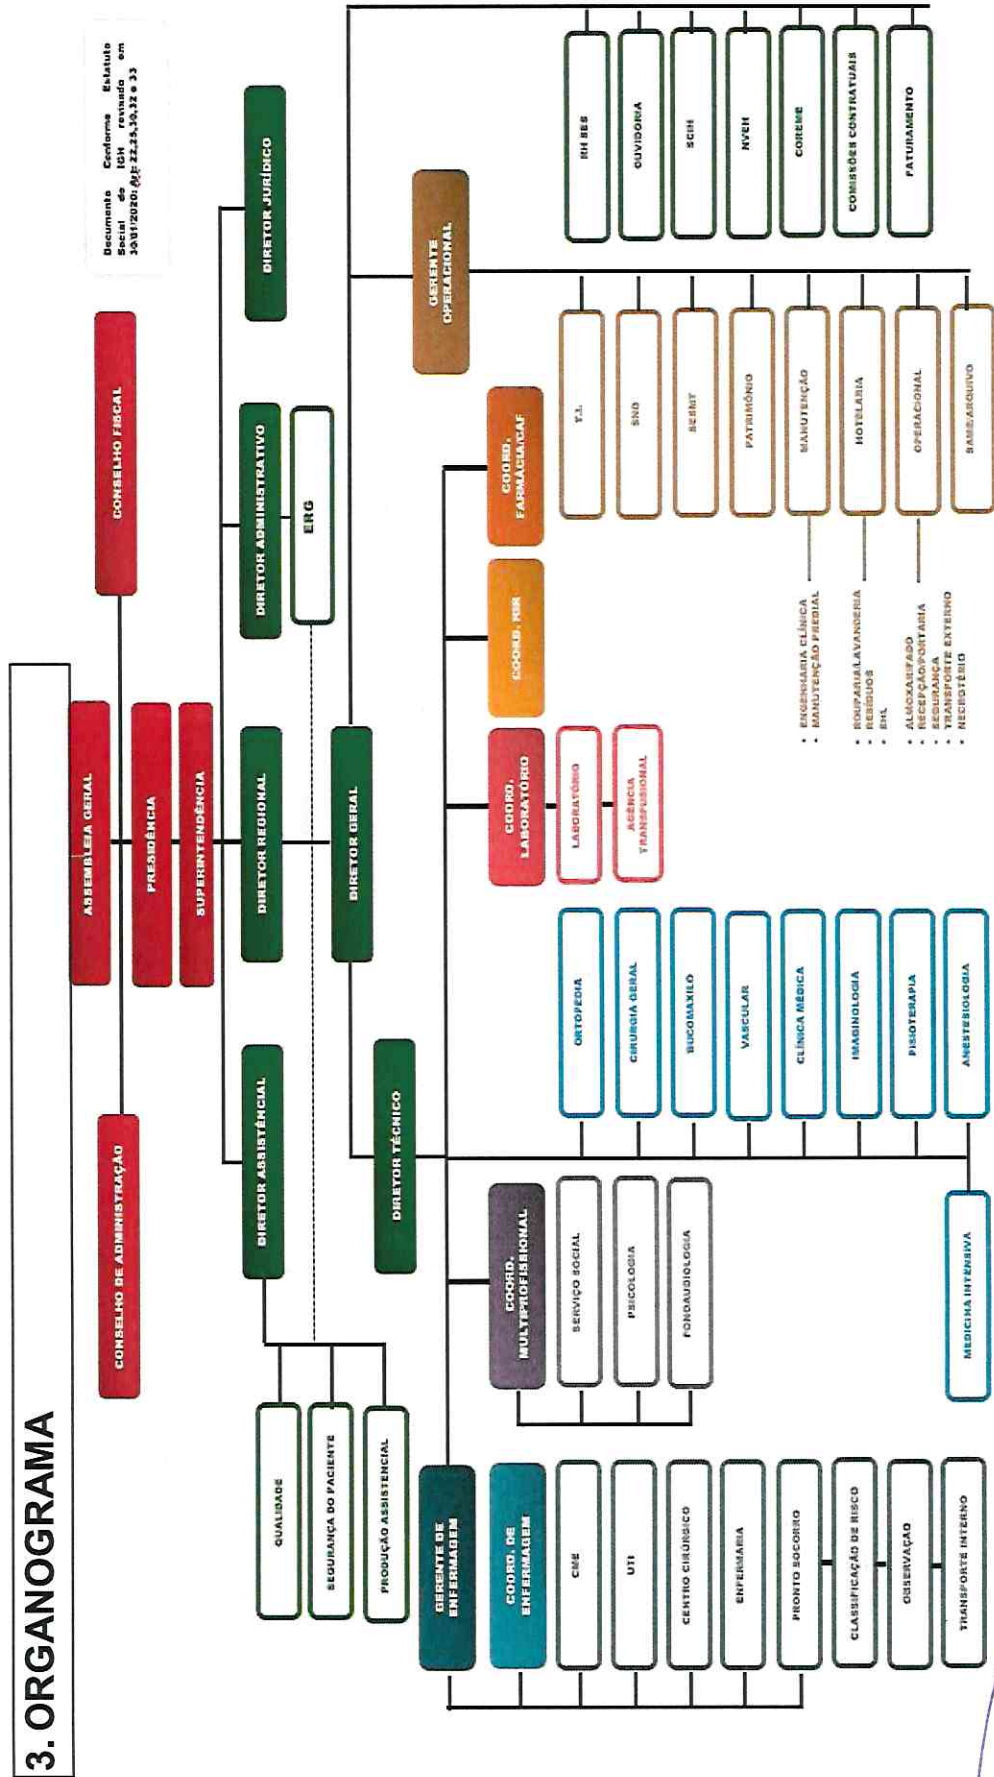 3. ORGANOGRAMA
Documento Conforme Estatuto
Social do IGH revisado em
30/01/2020: Art: 22,25,30,32 e 33
ASSEMBLEIA GERAL
CONSELHO DE ADMINISTRAÇÃO
CONSELHO FISCAL
PRESIDÊNCIA
SUPERINTENDÊNCIA
DIRETOR ASSISTÊNCIAL
DIRETOR REGIONAL
DIRETOR ADMINISTRATIVO
DIRETOR JURÍDICO
ERG
QUALIDADE
SEGURANÇA DO PACIENTE
PRODUÇÃO ASSISTENCIAL
DIRETOR GERAL
DIRETOR TÉCNICO
GERENTE
OPERACIONAL
GERENTE DE
ENFERMAGEM
COORD. DE
ENFERMAGEM
CME
UTI
CENTRO CIRÚRGICO
ENFERMARIA
PRONTO SOCORRO
CLASSIFICAÇÃO DE RISCO
OBSERVAÇÃO
TRANSPORTE INTERNO
COORD.
MULTIPROFISSIONAL
SERVIÇO SOCIAL
PSICOLOGIA
FONOAUDIOLOGIA
ORTOPEDIA
CIRURGIA GERAL
BUCOMAXILO
VASCULAR
CLÍNICA MÉDICA
IMAGINOLOGIA
FISIOTERAPIA
ANESTESIOLOGIA
MEDICINA INTENSIVA
COORD.
LABORATÓRIO
LABORATÓRIO
AGÊNCIA
TRANSFUSIONAL
COORD. NIR
COORD.
FARMÁCIA/CAF
T.I.
SND
SESMT
PATRIMÔNIO
MANUTENÇÃO
HOTELARIA
OPERACIONAL
SAME/ARQUIVO
• ENGENHARIA CLÍNICA
• MANUTENÇÃO PREDIAL
• ROUPARIA/LAVANDERIA
• RESÍDUOS
• SHL
• ALMOXARIFADO
• RECEPÇÃO/PORTARIA
• SEGURANÇA
• TRANSPORTE EXTERNO
• NECROTÉRIO
RH SES
OUVIDORIA
SCIH
NVEH
COREME
COMISSÕES CONTRATUAIS
FATURAMENTO